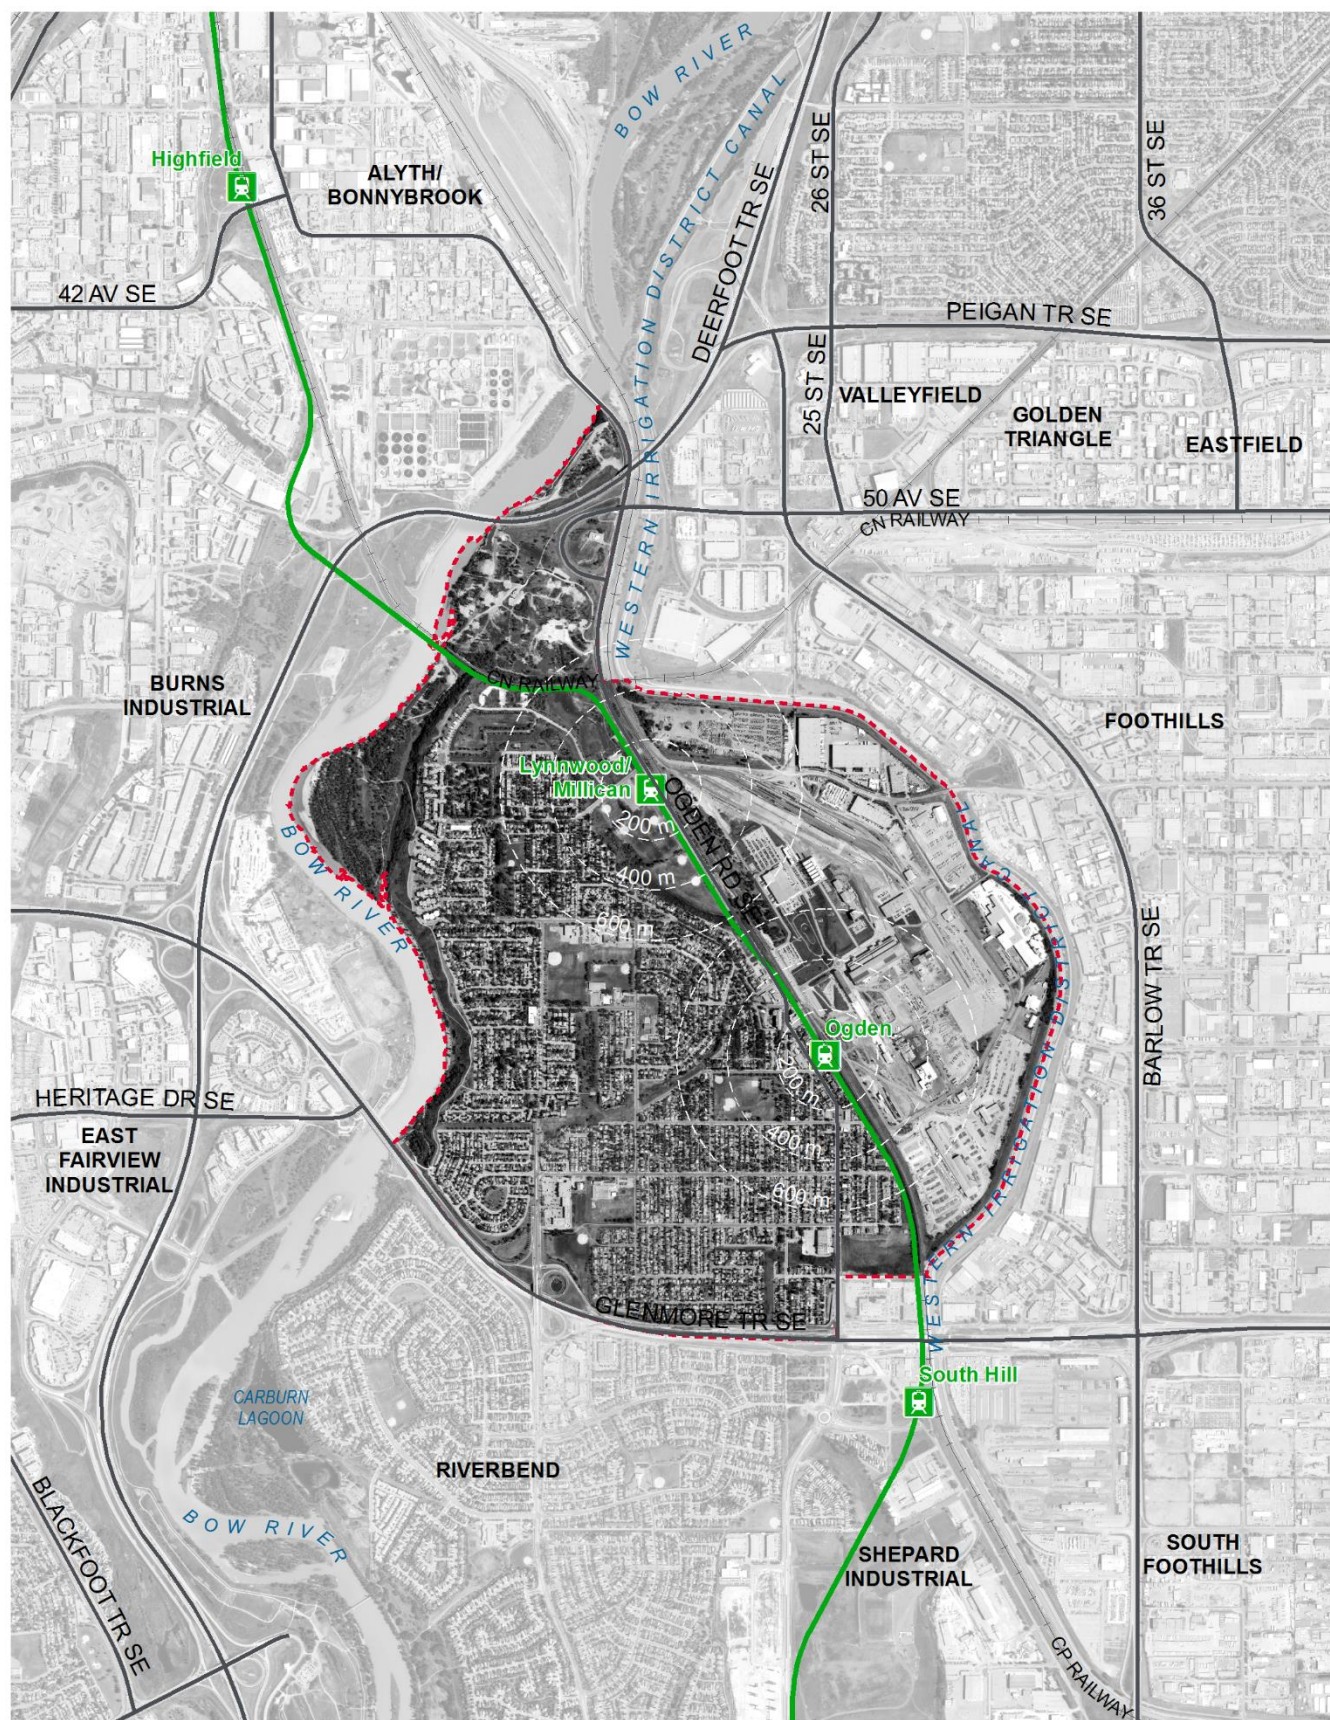 BOW RIVER
WESTERN IRRIGATION DISTRICT CANAL
DEERFOOT TR SE
26 ST SE
36 ST SE
Highfield
ALYTH/
BONNYBROOK
42 AV SE
PEIGAN TR SE
25 ST SE
VALLEYFIELD
GOLDEN
TRIANGLE
EASTFIELD
50 AV SE
CN RAILWAY
BURNS
INDUSTRIAL
CN RAILWAY
FOOTHILLS
Lynnwood/
Millican
OGDEN RD SE
200 m
400 m
600 m
BOW RIVER
WESTERN IRRIGATION DISTRICT CANAL
BARLOW TR SE
Ogden
200 m
400 m
600 m
HERITAGE DR SE
EAST
FAIRVIEW
INDUSTRIAL
GLENMORE TR SE
South Hill
CARBURN
LAGOON
RIVERBEND
BLACKFOOT TR SE
BOW RIVER
SHEPARD
INDUSTRIAL
SOUTH
FOOTHILLS
CP RAILWAY